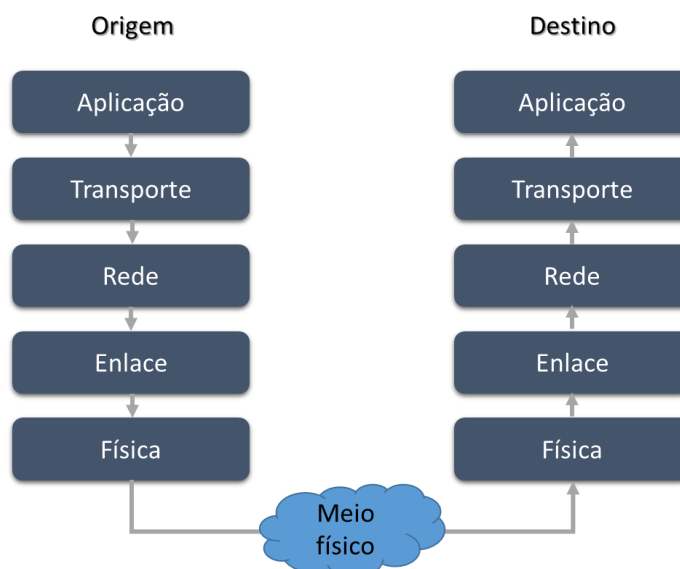 Origem
Destino
Aplicação
Aplicação
Transporte
Transporte
Rede
Rede
Enlace
Enlace
Física
Física
Meio
físico